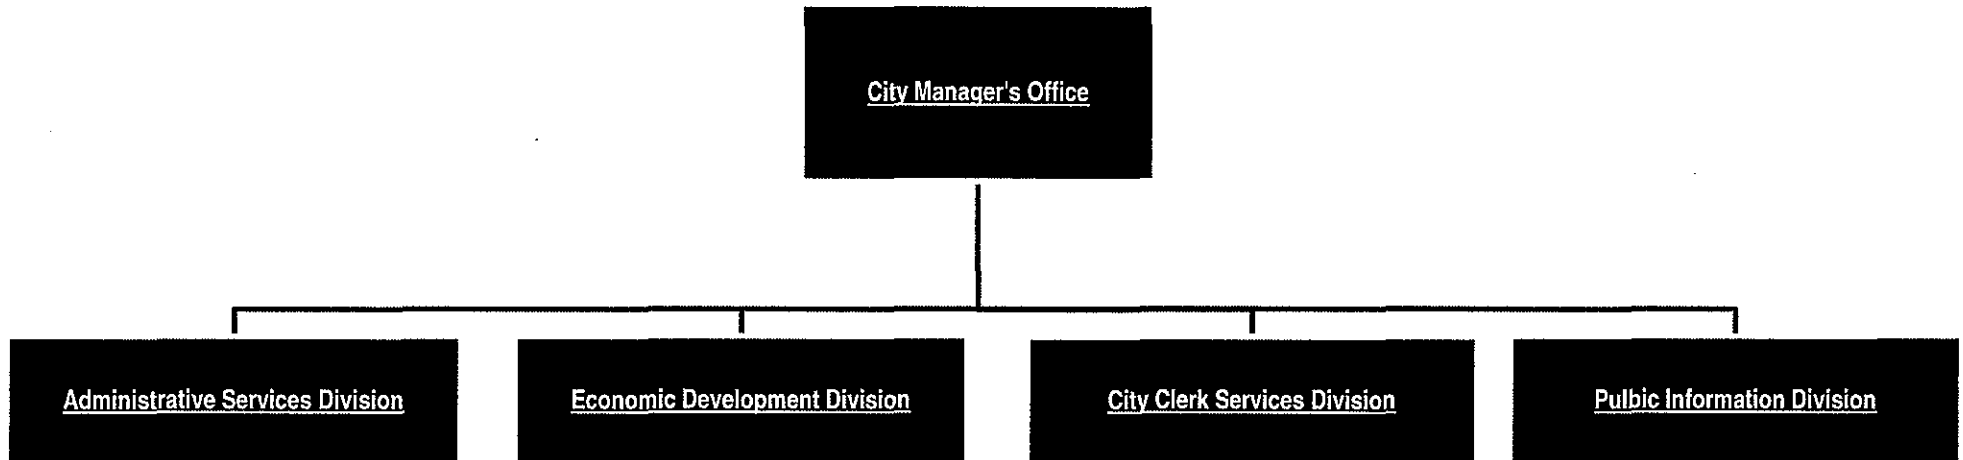 City Manager's Office
Administrative Services Division
Economic Development Division
City Clerk Services Division
Pulbic Information Division